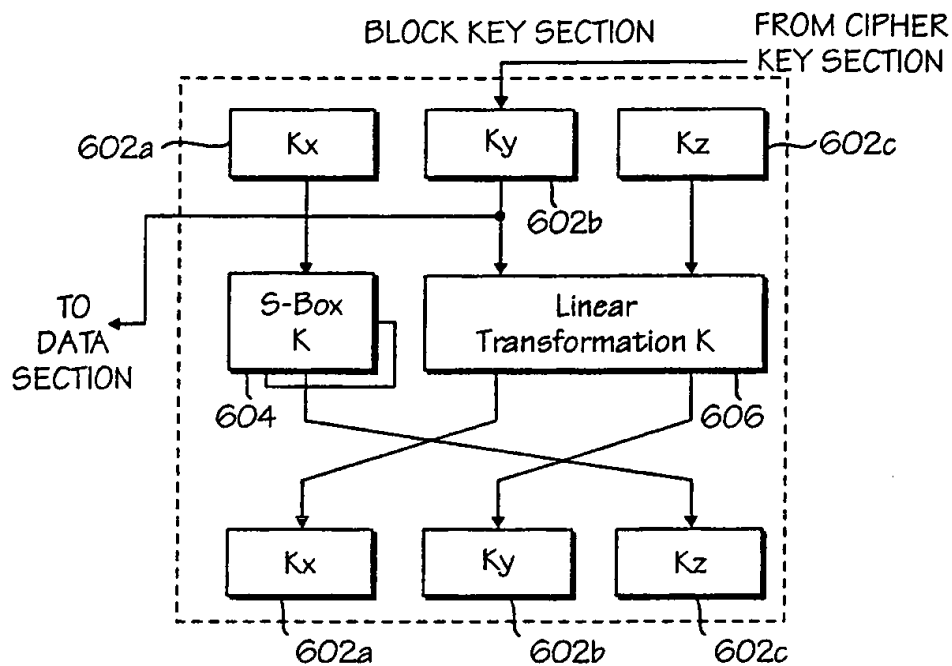 BLOCK KEY SECTION
FROM CIPHER
KEY SECTION
602a
Kx
Ky
Kz
602c
602b
TO
DATA
SECTION
S-Box
K
Linear
Transformation K
604
606
Kx
Ky
Kz
602a
602b
602c